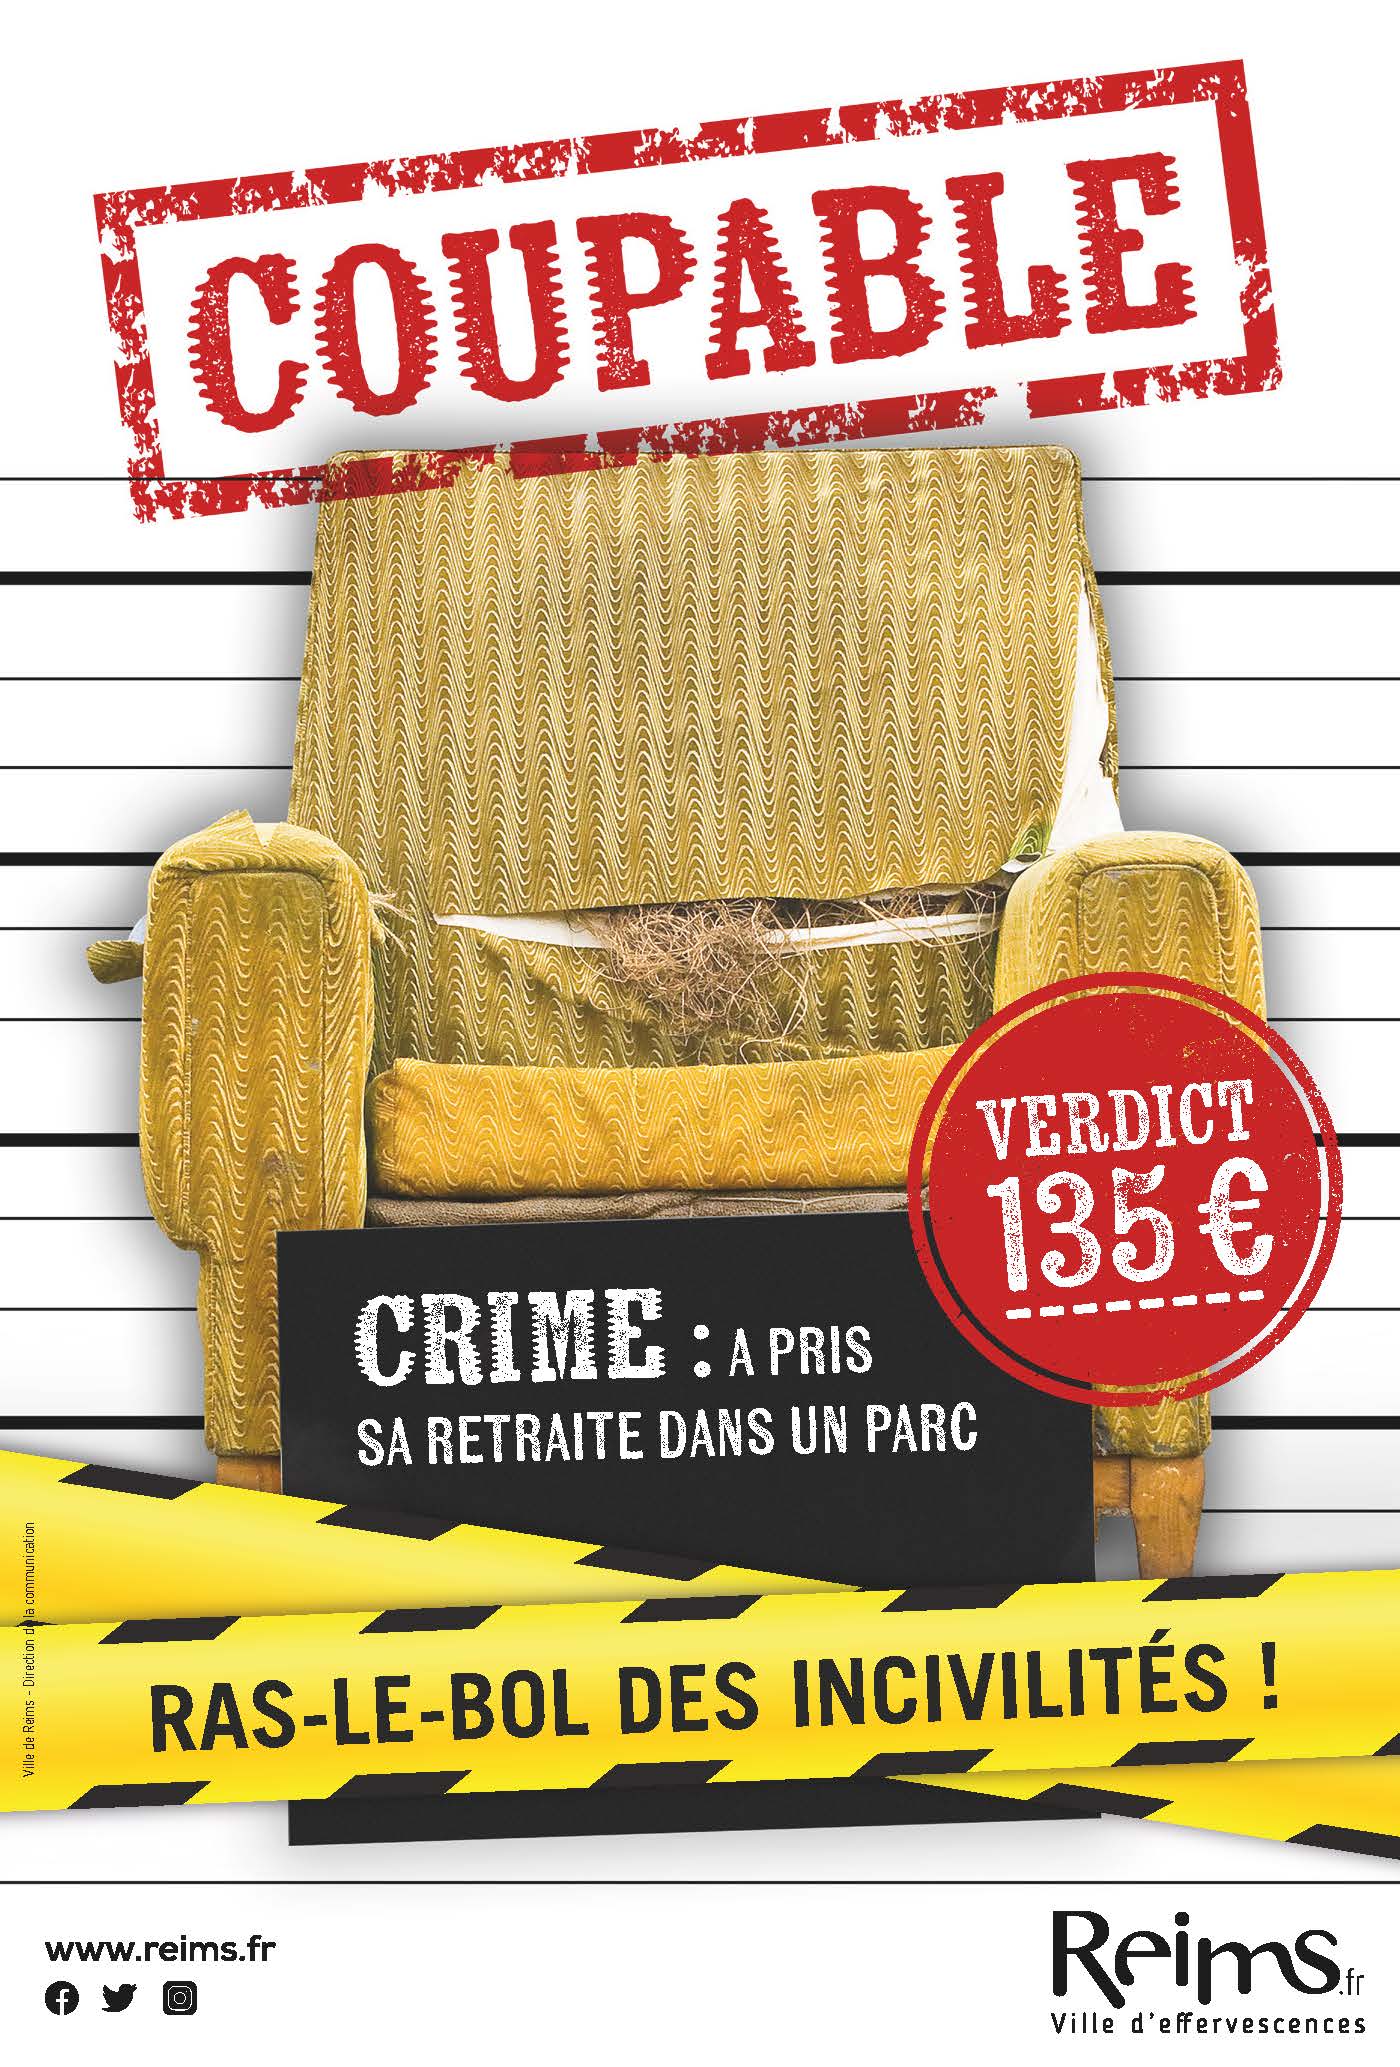 COUPABLE
VERDICT
135 €
CRIME : A PRIS
SA RETRAITE DANS UN PARC
RAS-LE-BOL DES INCIVILITÉS !
Ville de Reims - Direction de la communication
www.reims.fr
Reims.fr
Ville d'effervescences